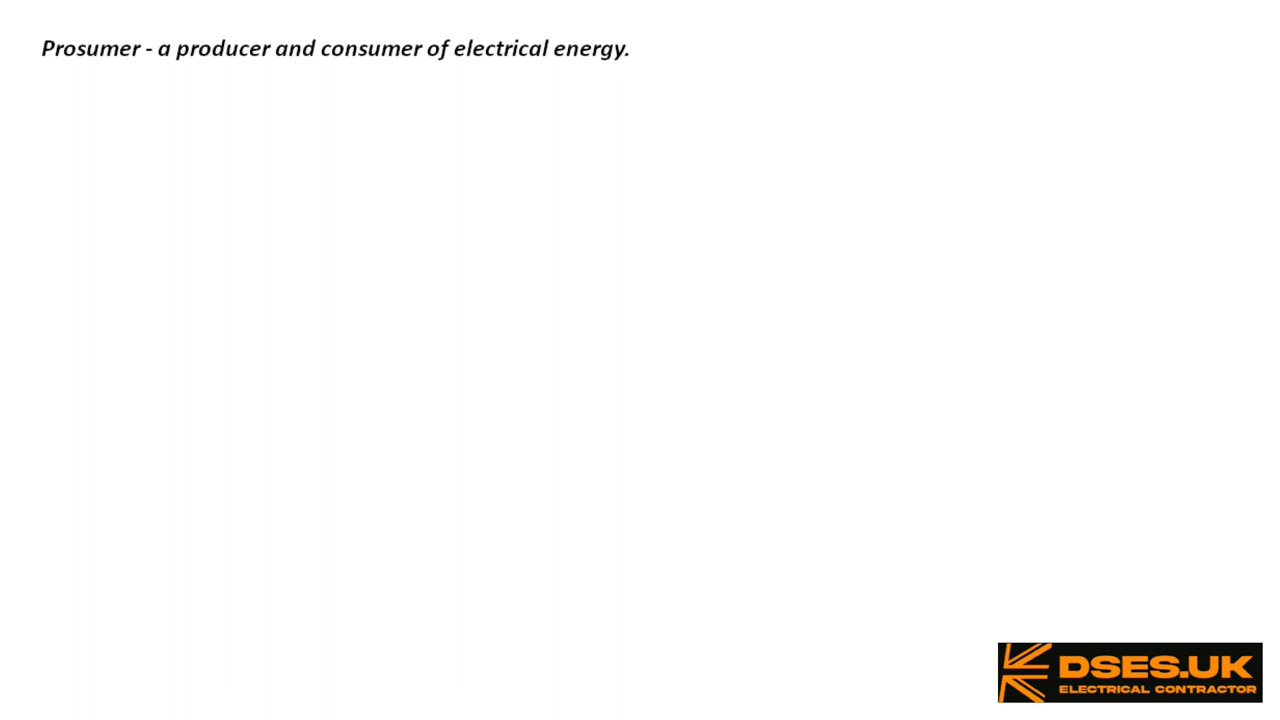 Prosumer - a producer and consumer of electrical energy.
DSES.UK
ELECTRICAL CONTRACTOR